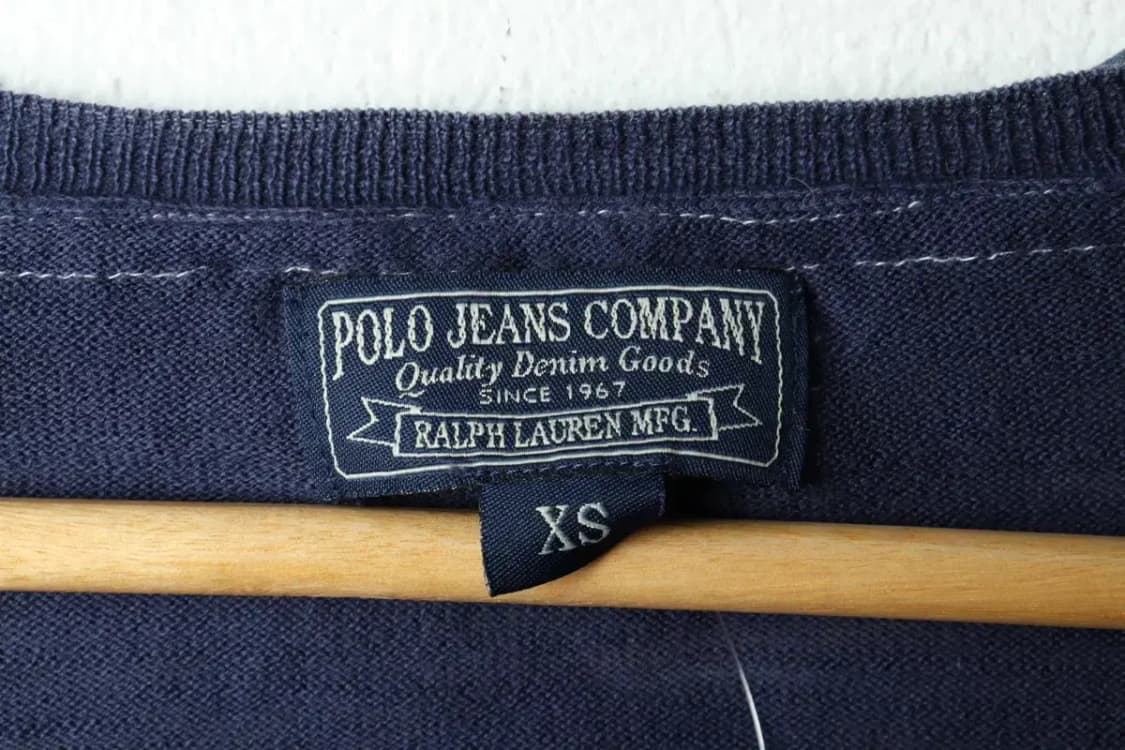 POLO JEANS COMPANY
Quality Denim Goods
SINCE 1967
RALPH LAUREN MFG.
XS